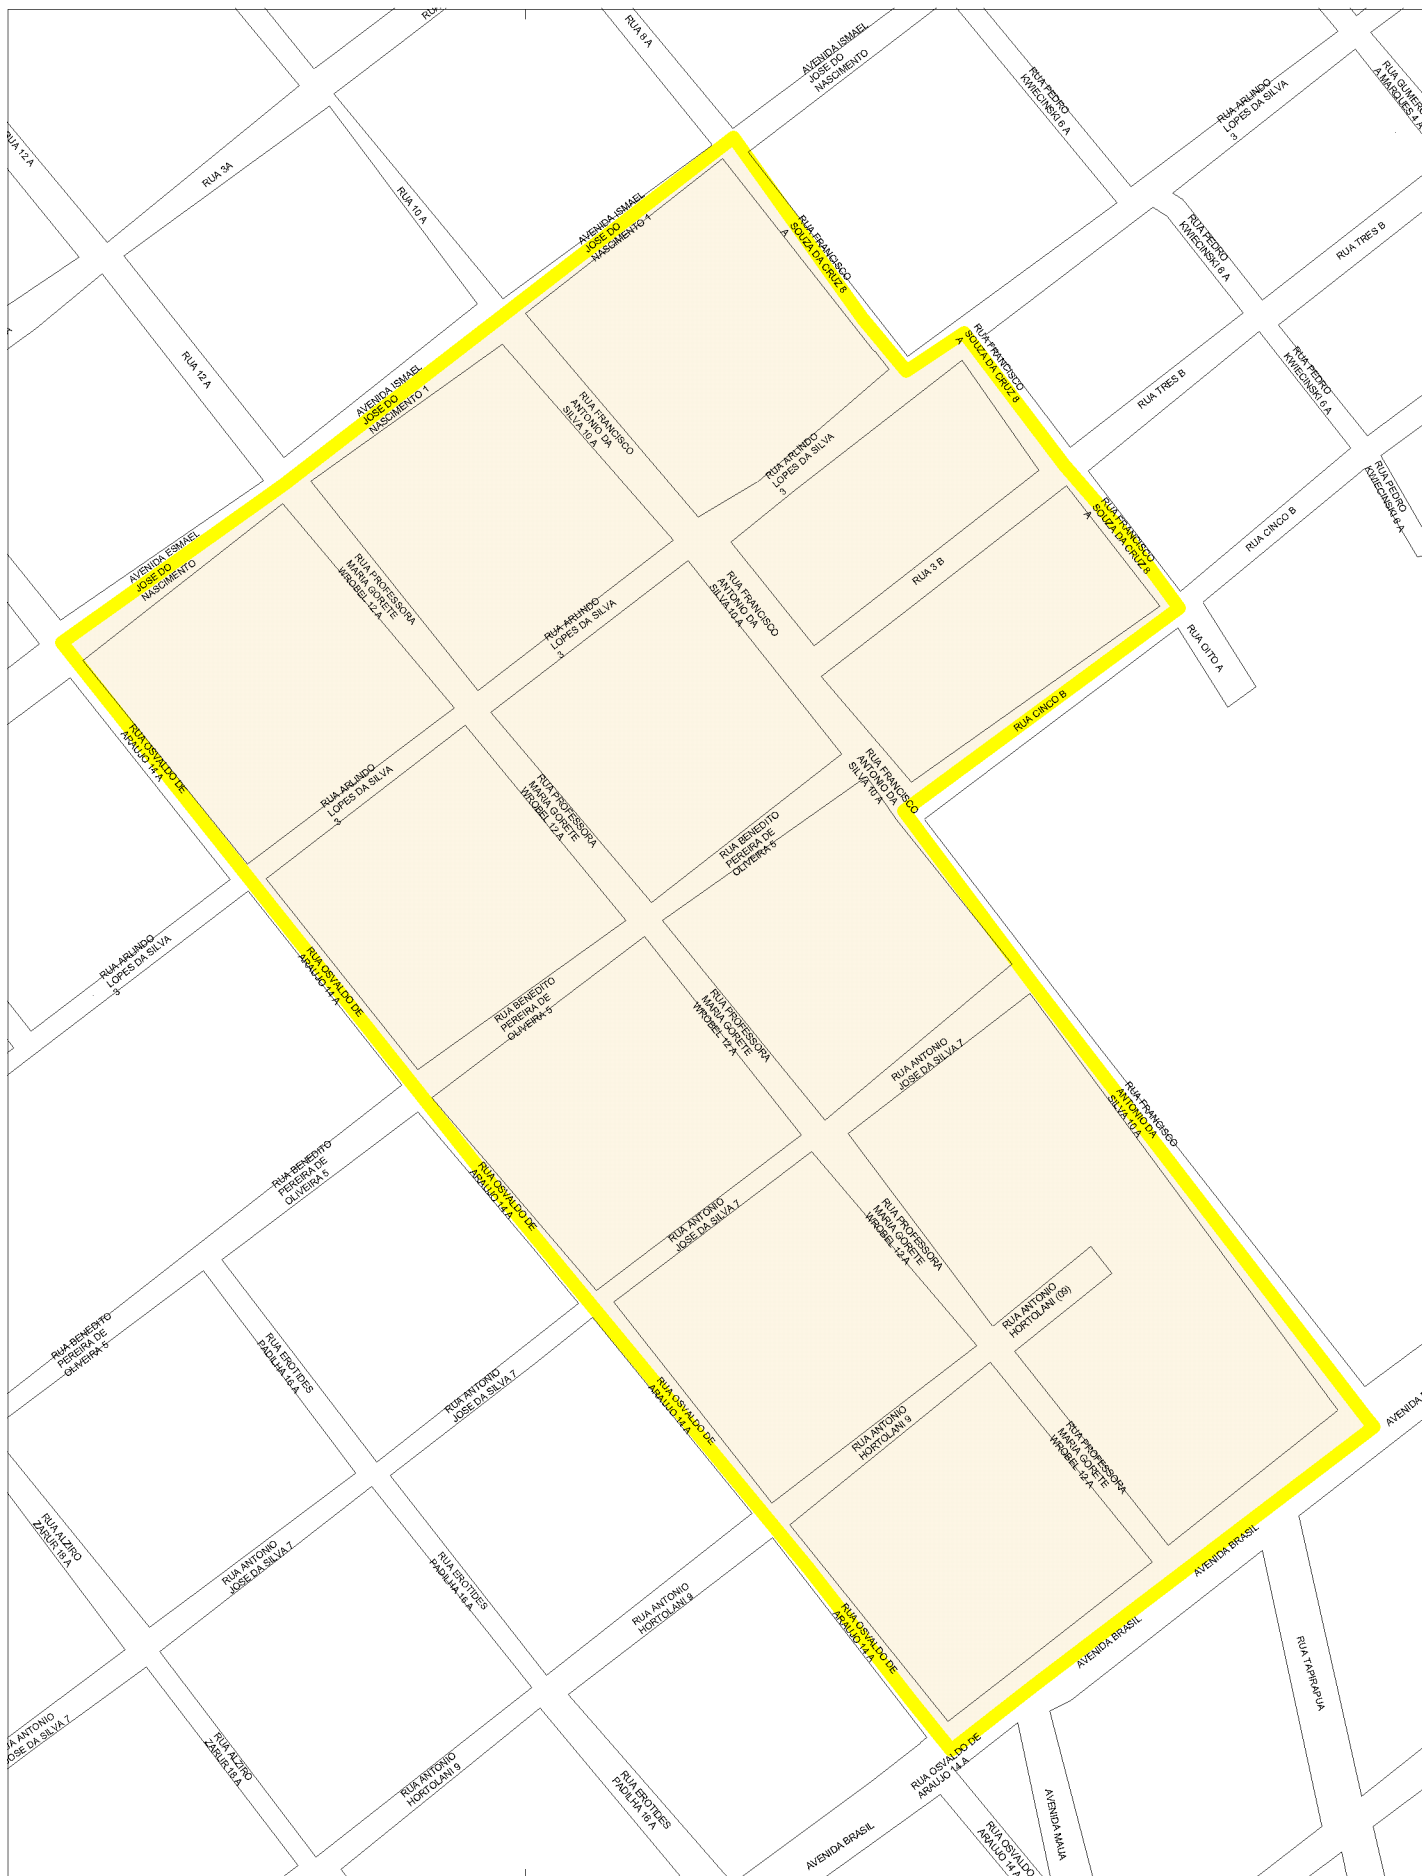 RUA 8 A
AVENIDA ISMAEL
JOSE DO
NASCIMENTO
RUA PEDRO
KWIECINSKI 6 A
RUA ARLINDO
LOPES DA SILVA
3
RUA 12 A
RUA 3A
RUA 10 A
AVENIDA ISMAEL
JOSE DO
NASCIMENTO 1
RUA FRANCISCO
SOUZA DA CRUZ 8
A
RUA PEDRO
KWIECINSKI 6 A
RUA TRES B
RUA 12 A
AVENIDA ISMAEL
JOSE DO
NASCIMENTO 1
RUA FRANCISCO
SOUZA DA CRUZ 8
A
RUA TRES B
RUA PEDRO
KWIECINSKI 6 A
RUA FRANCISCO
ANTONIO DA
SILVA 10 A
RUA ARLINDO
LOPES DA SILVA
3
RUA PEDRO
KWIECINSKI 6 A
RUA FRANCISCO
SOUZA DA CRUZ 8
A
RUA CINCO B
AVENIDA ESMAEL
JOSE DO
NASCIMENTO
RUA PROFESSORA
MARIA GORETE
WROBEL 12 A
RUA 3 B
RUA FRANCISCO
ANTONIO DA
SILVA 10 A
RUA ARLINDO
LOPES DA SILVA
3
RUA OITO A
RUA CINCO B
RUA OSVALDO DE
ARAUJO 14 A
RUA ARLINDO
LOPES DA SILVA
3
RUA PROFESSORA
MARIA GORETE
WROBEL 12 A
RUA FRANCISCO
ANTONIO DA
SILVA 10 A
RUA BENEDITO
PEREIRA DE
OLIVEIRA 5
RUA ARLINDO
LOPES DA SILVA
3
RUA OSVALDO DE
ARAUJO 14 A
RUA BENEDITO
PEREIRA DE
OLIVEIRA 5
RUA PROFESSORA
MARIA GORETE
WROBEL 12 A
RUA ANTONIO
JOSE DA SILVA 7
RUA FRANCISCO
ANTONIO DA
SILVA 10 A
RUA BENEDITO
PEREIRA DE
OLIVEIRA 5
RUA OSVALDO DE
ARAUJO 14 A
RUA ANTONIO
JOSE DA SILVA 7
RUA PROFESSORA
MARIA GORETE
WROBEL 12 A
RUA ANTONIO
HORTOLANI (09)
RUA BENEDITO
PEREIRA DE
OLIVEIRA 5
RUA EROTIDES
PADILHA 16 A
RUA ANTONIO
JOSE DA SILVA 7
RUA OSVALDO DE
ARAUJO 14 A
RUA ANTONIO
HORTOLANI 9
RUA PROFESSORA
MARIA GORETE
WROBEL 12 A
AVENIDA
RUA ALZIRO
ZARUR 18 A
RUA ANTONIO
JOSE DA SILVA 7
RUA EROTIDES
PADILHA 16 A
RUA ANTONIO
HORTOLANI 9
RUA OSVALDO DE
ARAUJO 14 A
AVENIDA BRASIL
AVENIDA BRASIL
RUA TAPIRAPUA
ANTONIO
JOSE DA SILVA 7
RUA ALZIRO
ZARUR 18 A
RUA ANTONIO
HORTOLANI 9
RUA EROTIDES
PADILHA 16 A
RUA OSVALDO DE
ARAUJO 14 A
AVENIDA BRASIL
RUA OSVALDO
ARAUJO 14 A
AVENIDA MAUA